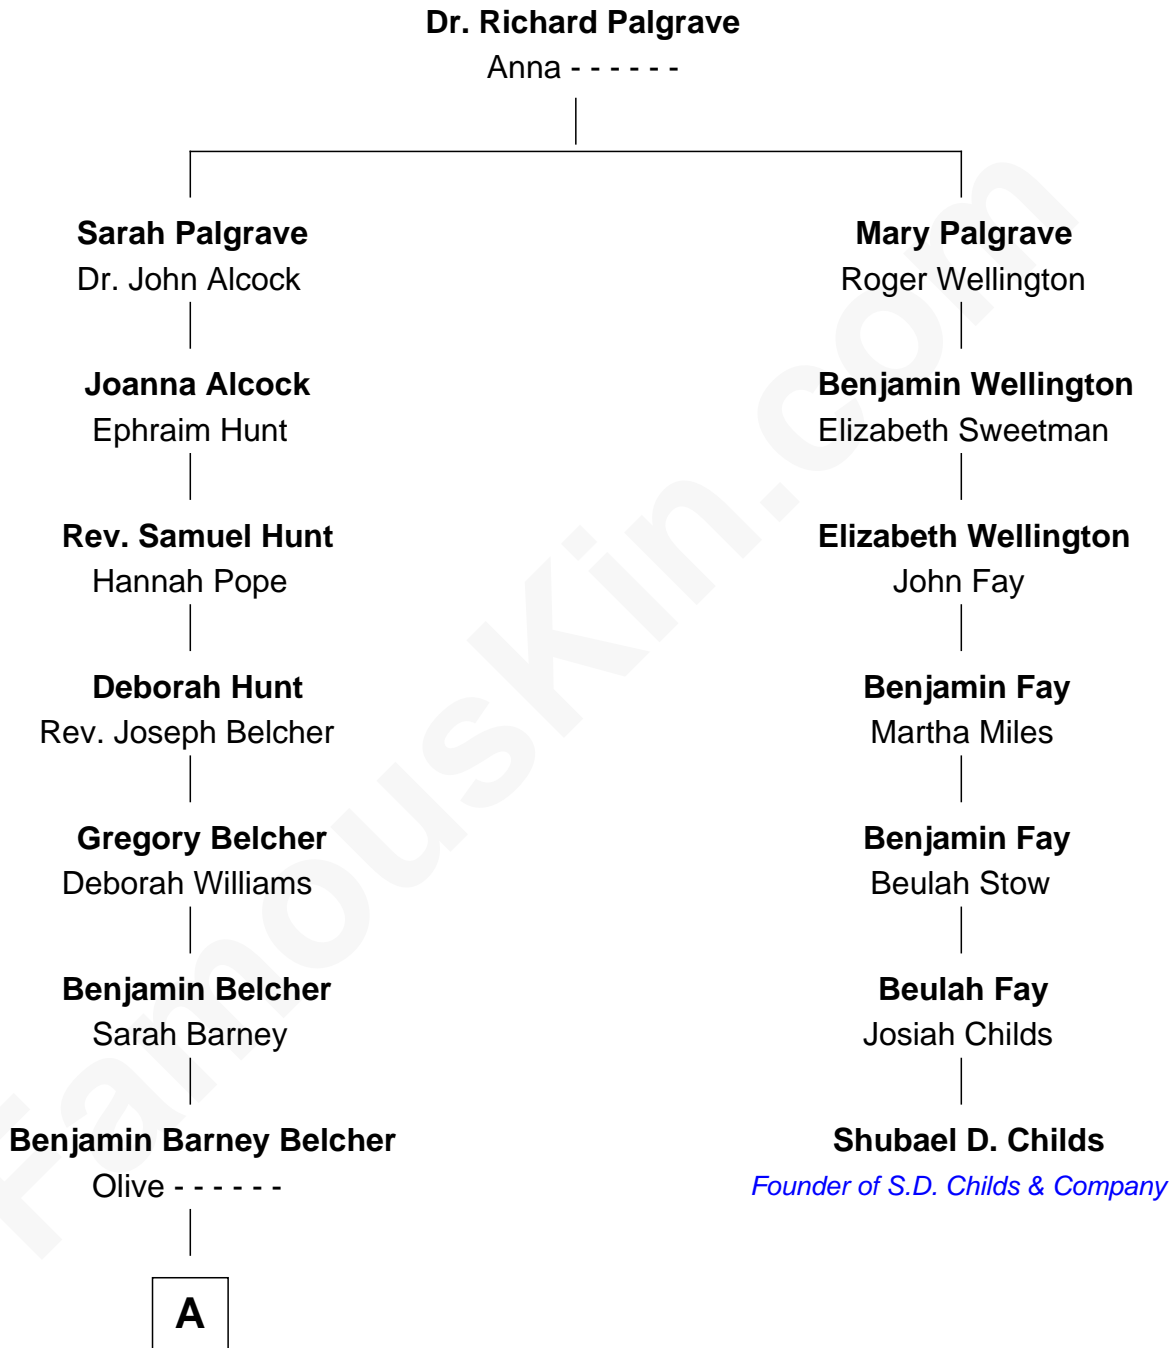 Dr. Richard Palgrave
Anna - - - - - -
Sarah Palgrave
Dr. John Alcock
Mary Palgrave
Roger Wellington
Joanna Alcock
Ephraim Hunt
Benjamin Wellington
Elizabeth Sweetman
Rev. Samuel Hunt
Hannah Pope
Elizabeth Wellington
John Fay
Deborah Hunt
Rev. Joseph Belcher
Benjamin Fay
Martha Miles
Gregory Belcher
Deborah Williams
Benjamin Fay
Beulah Stow
Benjamin Belcher
Sarah Barney
Beulah Fay
Josiah Childs
Benjamin Barney Belcher
Olive - - - - - -
Shubael D. Childs
Founder of S.D. Childs & Company
A
FamousKin.com